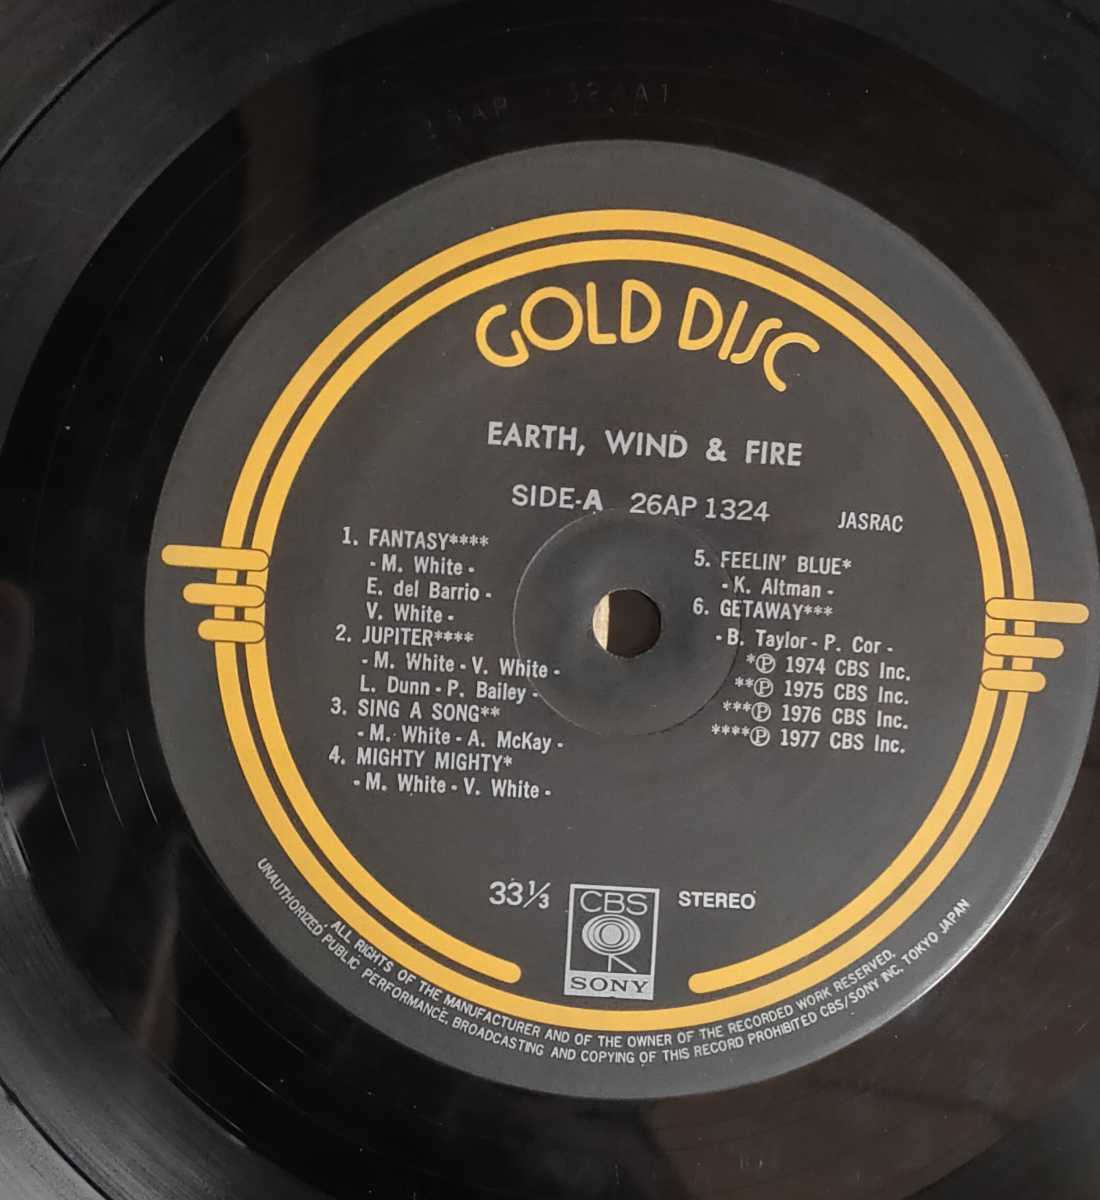 GOLD DISC
EARTH, WIND & FIRE
SIDE-A 26AP 1324
JASRAC
1. FANTASY****
- M. White -
E. del Barrio -
V. White -
2. JUPITER****
- M. White - V. White -
L. Dunn - P. Bailey -
3. SING A SONG**
- M. White - A. McKay -
4. MIGHTY MIGHTY*
- M. White - V. White -
5. FEELIN' BLUE*
- K. Altman -
6. GETAWAY***
- B. Taylor - P. Cor -
*Ⓟ 1974 CBS Inc.
**Ⓟ 1975 CBS Inc.
***Ⓟ 1976 CBS Inc.
****Ⓟ 1977 CBS Inc.
33⅓
CBS
SONY
STEREO
ALL RIGHTS OF THE MANUFACTURER AND OF THE OWNER OF THE RECORDED WORK RESERVED.
UNAUTHORIZED PUBLIC PERFORMANCE, BROADCASTING AND COPYING OF THIS RECORD PROHIBITED CBS/SONY INC. TOKYO JAPAN